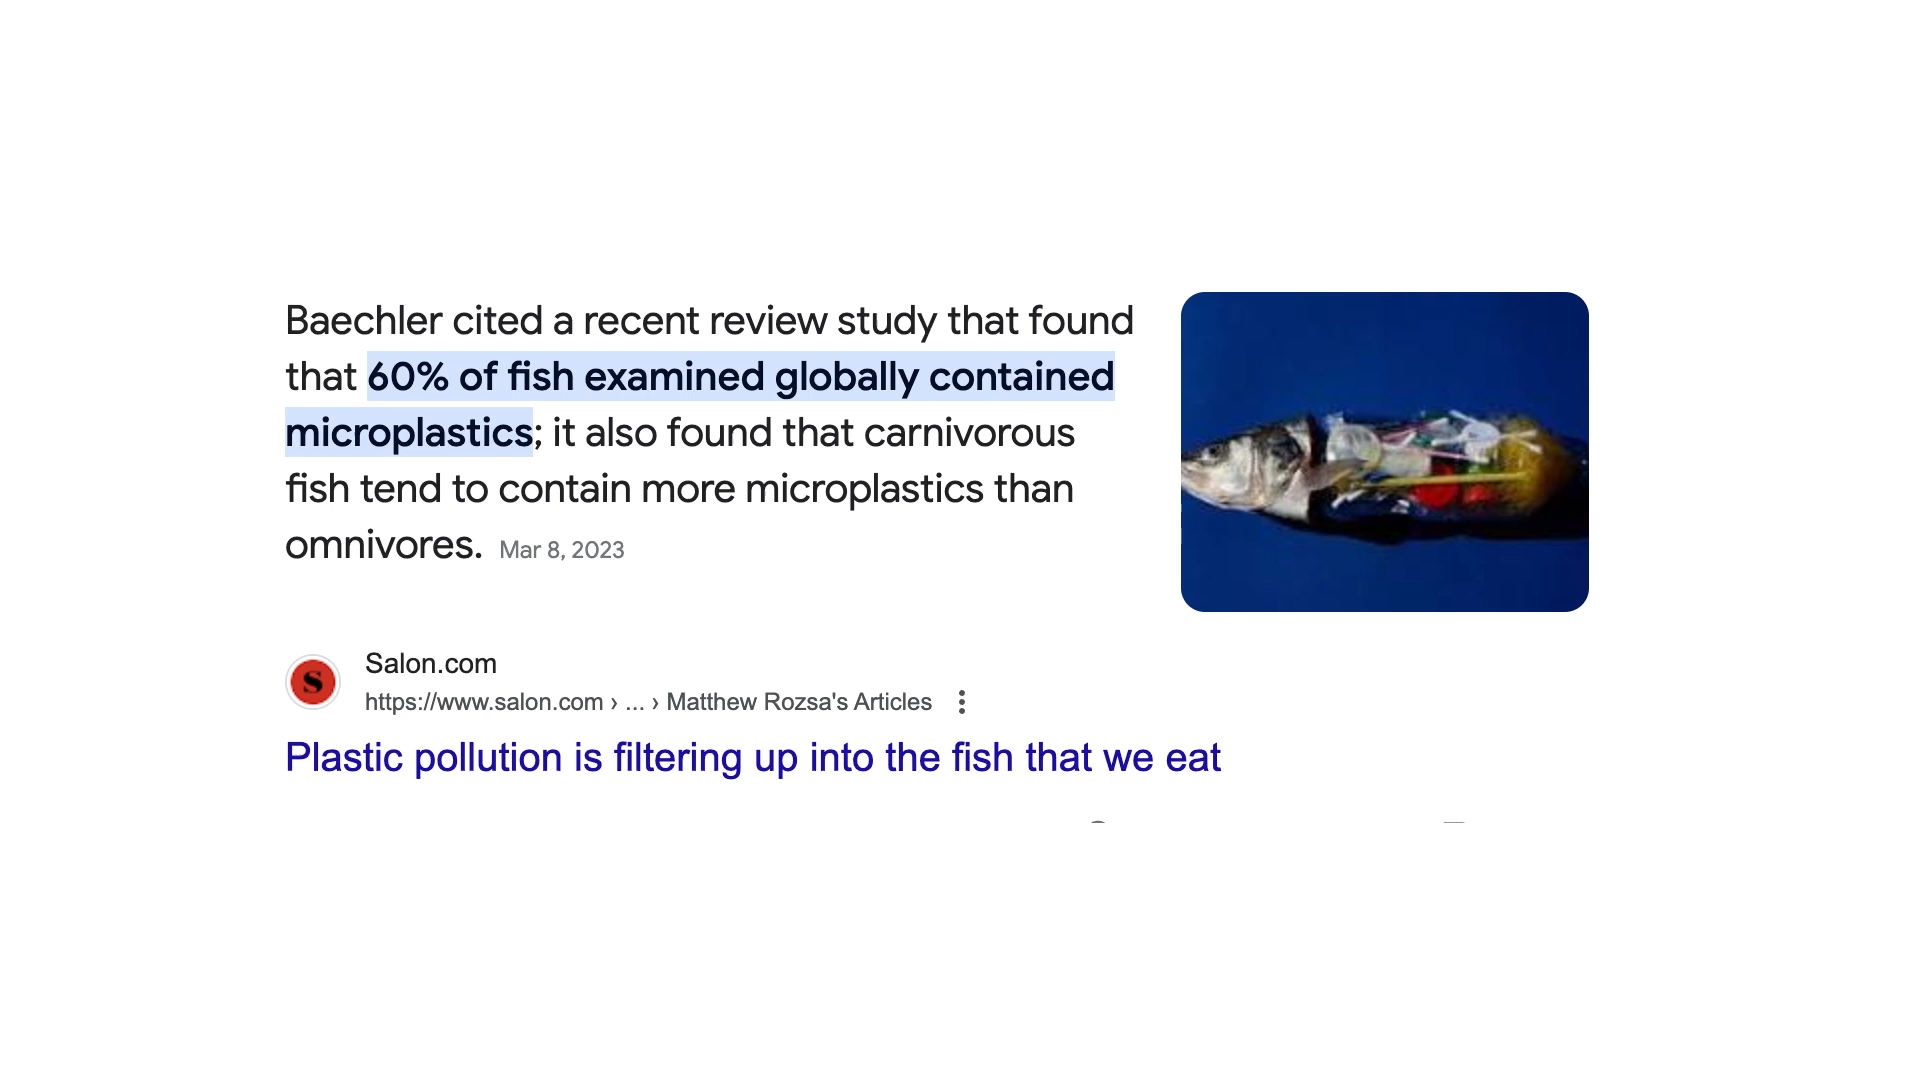 Baechler cited a recent review study that found
that 60% of fish examined globally contained
microplastics; it also found that carnivorous
fish tend to contain more microplastics than
omnivores. Mar 8, 2023
S
Salon.com
https://www.salon.com › ... › Matthew Rozsa's Articles
Plastic pollution is filtering up into the fish that we eat